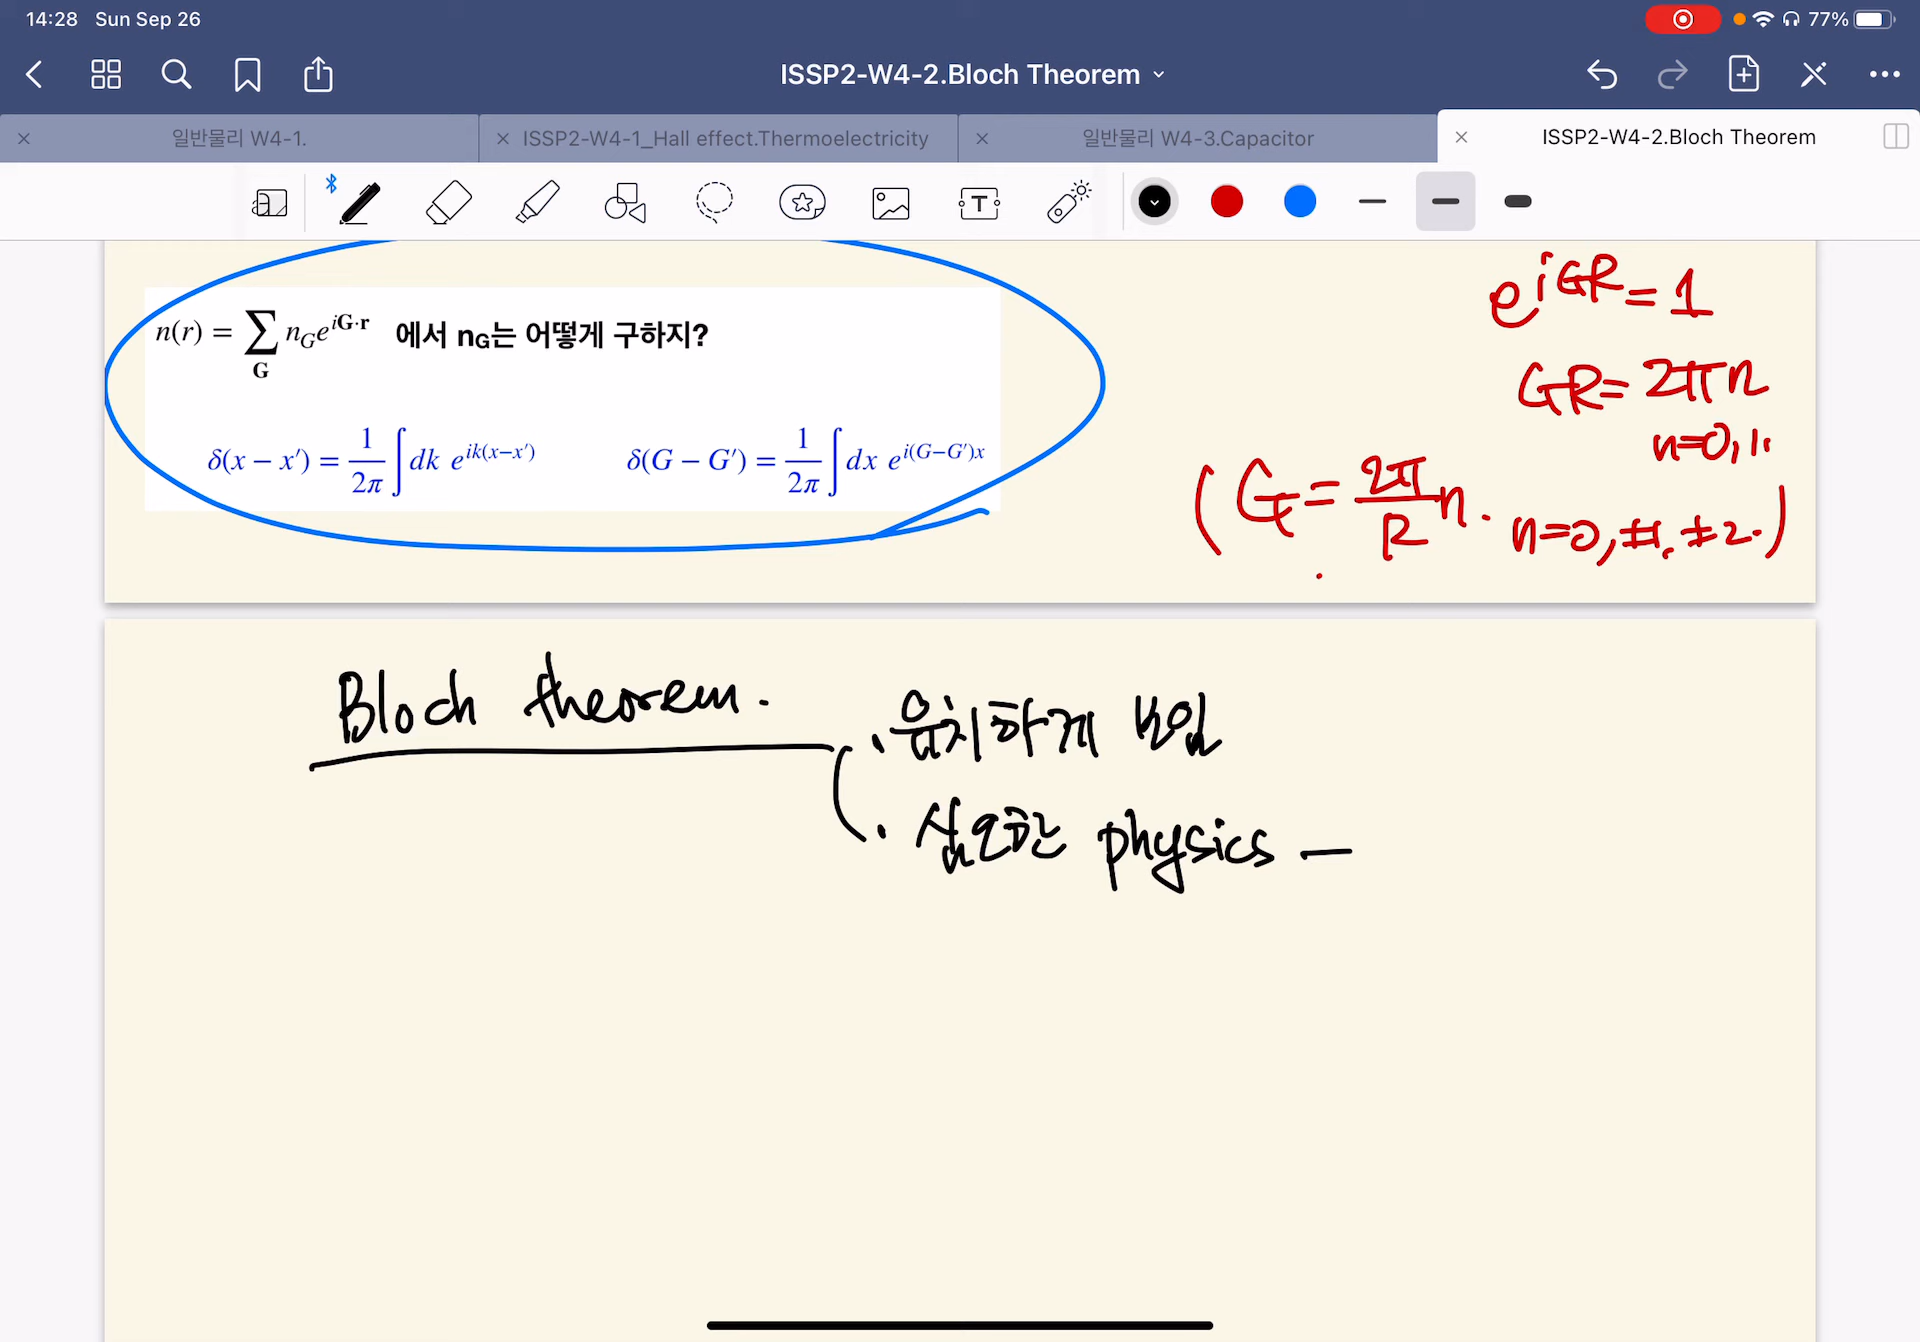 14:28 Sun Sep 26
77%
ISSP2-W4-2.Bloch Theorem
일반물리 W4-1.
ISSP2-W4-1_Hall effect.Thermoelectricity
일반물리 W4-3.Capacitor
ISSP2-W4-2.Bloch Theorem
n(r) = ∑_G n_G e^{iG·r} 에서 n_G는 어떻게 구하지?
δ(x − x′) = 1/2π ∫ dk e^{ik(x−x′)} δ(G − G′) = 1/2π ∫ dx e^{i(G−G′)x}
e^{iGR} = 1
GR = 2πn
n=0, 1.
(G = 2π/R n. n=0, ±1, ±2.)
Bloch theorem.
· 유치하게 보임
· 심오한 physics —